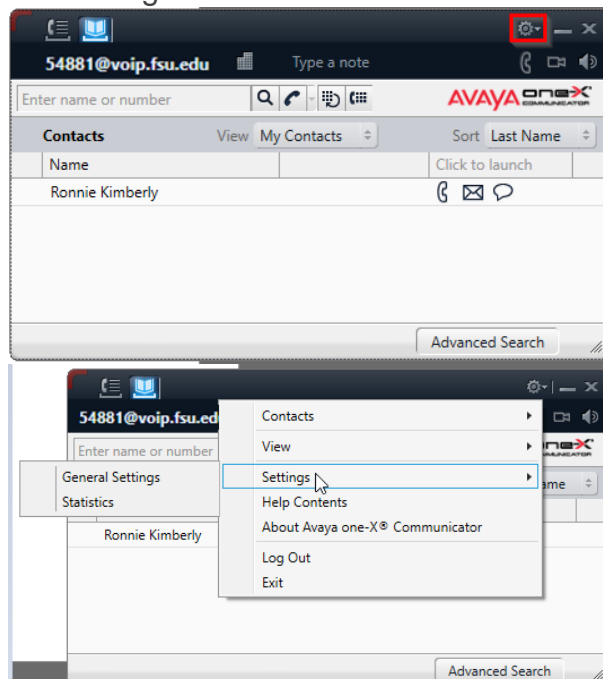 54881@voip.fsu.edu Type a note
Enter name or number AVAYA one-X COMMUNICATOR
Contacts View My Contacts Sort Last Name
Name Click to launch
Ronnie Kimberly
Advanced Search
54881@voip.fsu.ed
Contacts
Enter name or number
View
General Settings
Settings
ame
Statistics
Help Contents
About Avaya one-X® Communicator
Ronnie Kimberly
Log Out
Exit
Advanced Search